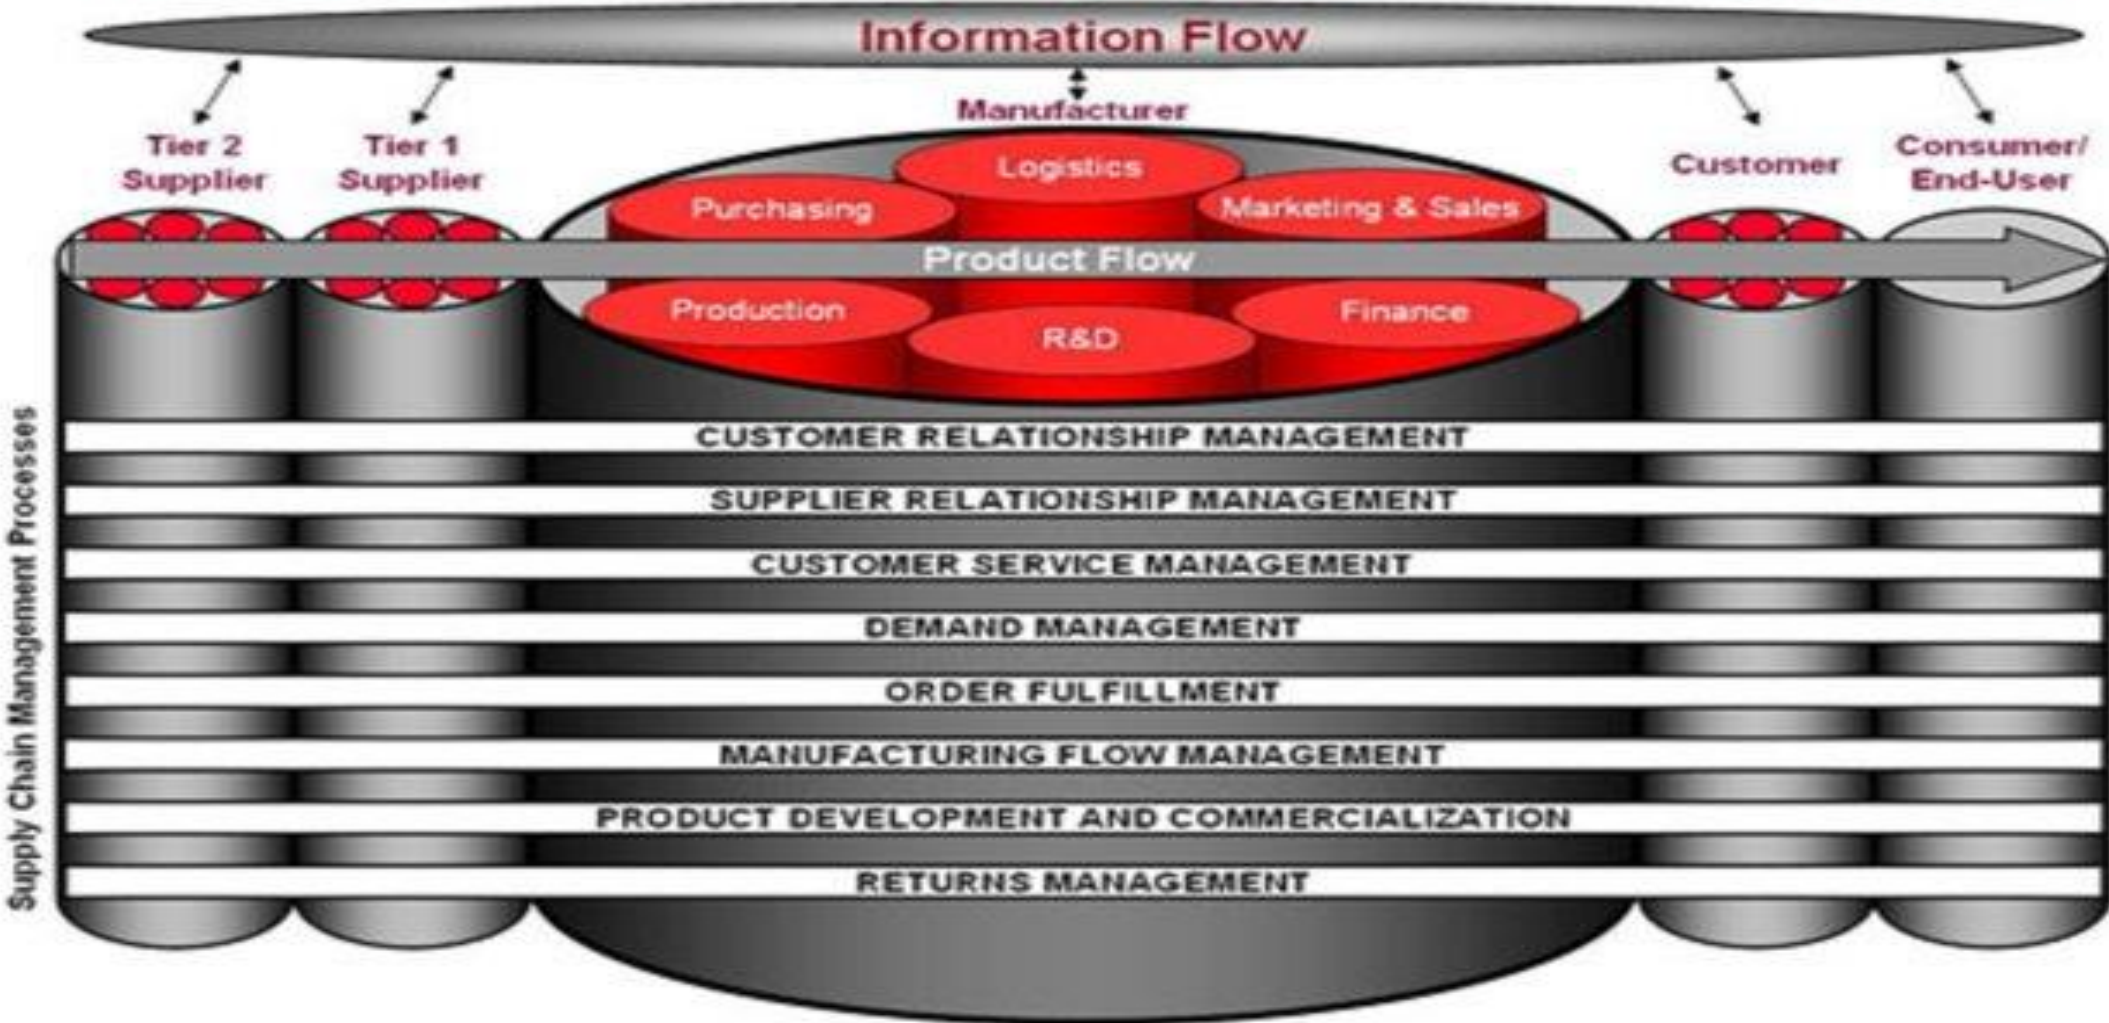 Information Flow
Manufacturer
Tier 2
Supplier
Tier 1
Supplier
Customer
Consumer/
End-User
Logistics
Purchasing
Marketing & Sales
Product Flow
Production
R&D
Finance
Supply Chain Management Processes
CUSTOMER RELATIONSHIP MANAGEMENT
SUPPLIER RELATIONSHIP MANAGEMENT
CUSTOMER SERVICE MANAGEMENT
DEMAND MANAGEMENT
ORDER FULFILLMENT
MANUFACTURING FLOW MANAGEMENT
PRODUCT DEVELOPMENT AND COMMERCIALIZATION
RETURNS MANAGEMENT